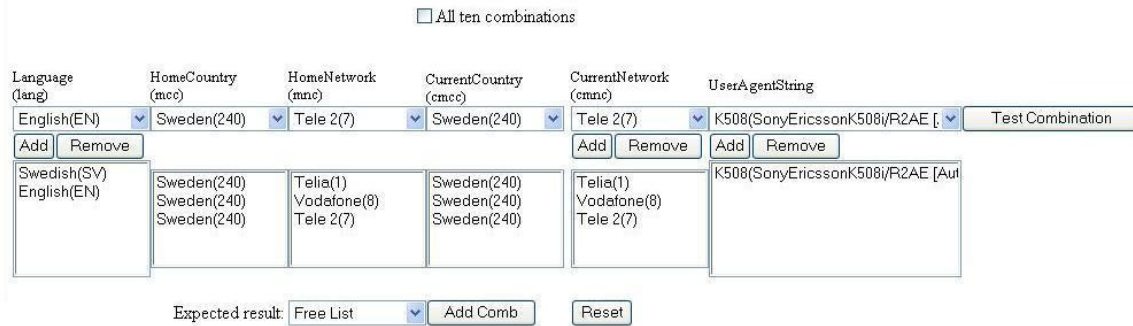 All ten combinations
Language HomeCountry HomeNetwork CurrentCountry CurrentNetwork UserAgentString
(lang) (mcc) (mnc) (cmcc) (cmnc)
English(EN) Sweden(240) Tele 2(7) Sweden(240) Tele 2(7) K508(SonyEricssonK508i/R2AE [. Test Combination
Add Remove Add Remove Add Remove
Swedish(SV) Sweden(240) Telia(1) Sweden(240) Telia(1) K508(SonyEricssonK508i/R2AE [Aut
English(EN) Sweden(240) Vodafone(8) Sweden(240) Vodafone(8)
Sweden(240) Tele 2(7) Sweden(240) Tele 2(7)
Expected result: Free List Add Comb Reset